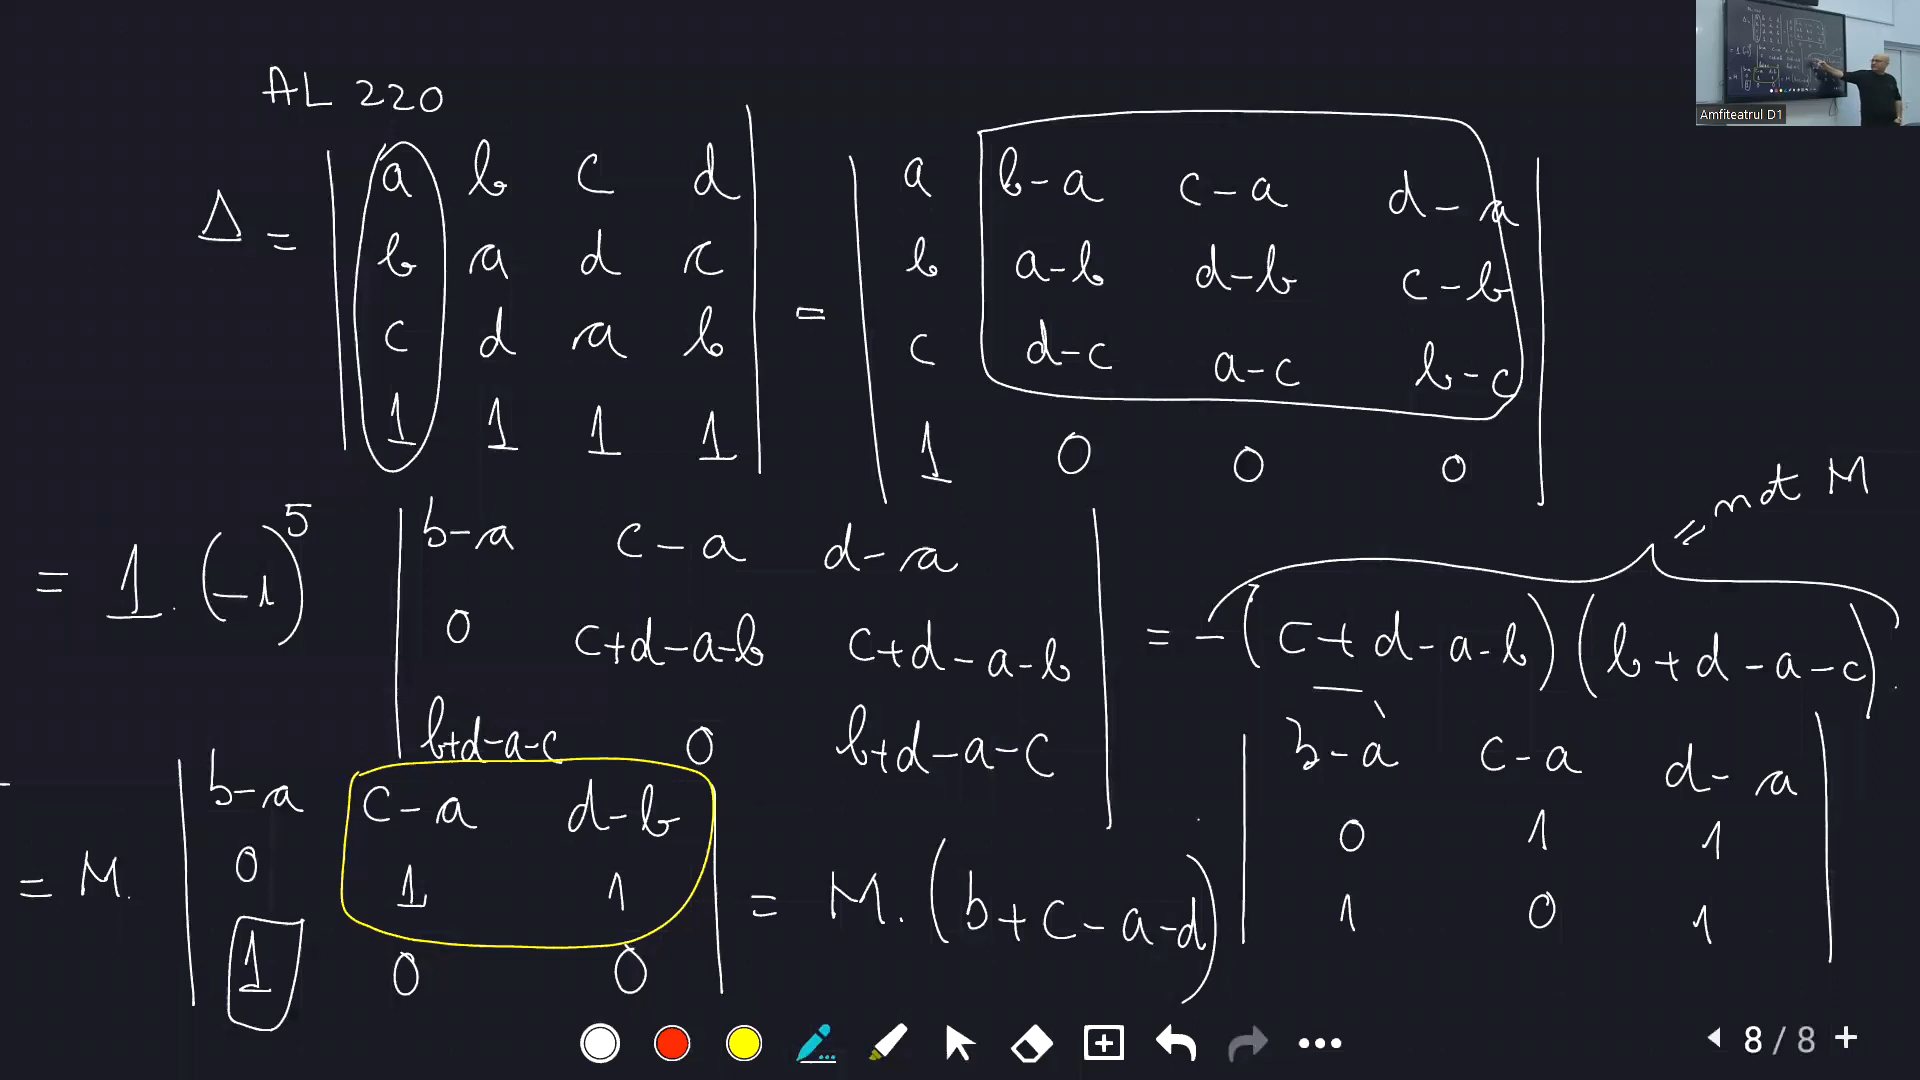 AL 220
Δ = | a b c d | = | a b-a c-a d-a |
| b a d c | | b a-b d-b c-b |
| c d a b | | c d-c a-c b-c |
| 1 1 1 1 | | 1 0 0 0 |
= not M
= 1 · (-1)^5 | b-a c-a d-a |
| 0 c+d-a-b c+d-a-b |
| b+d-a-c 0 b+d-a-c |
= -(c+d-a-b)(b+d-a-c) ·
| b-a c-a d-a |
| 0 1 1 |
| 1 0 1 |
= M. | b-a c-a d-b | = M. (b+c-a-d)
| 0 1 1 |
| 1 0 0 |
Amfiteatrul D1
8 / 8